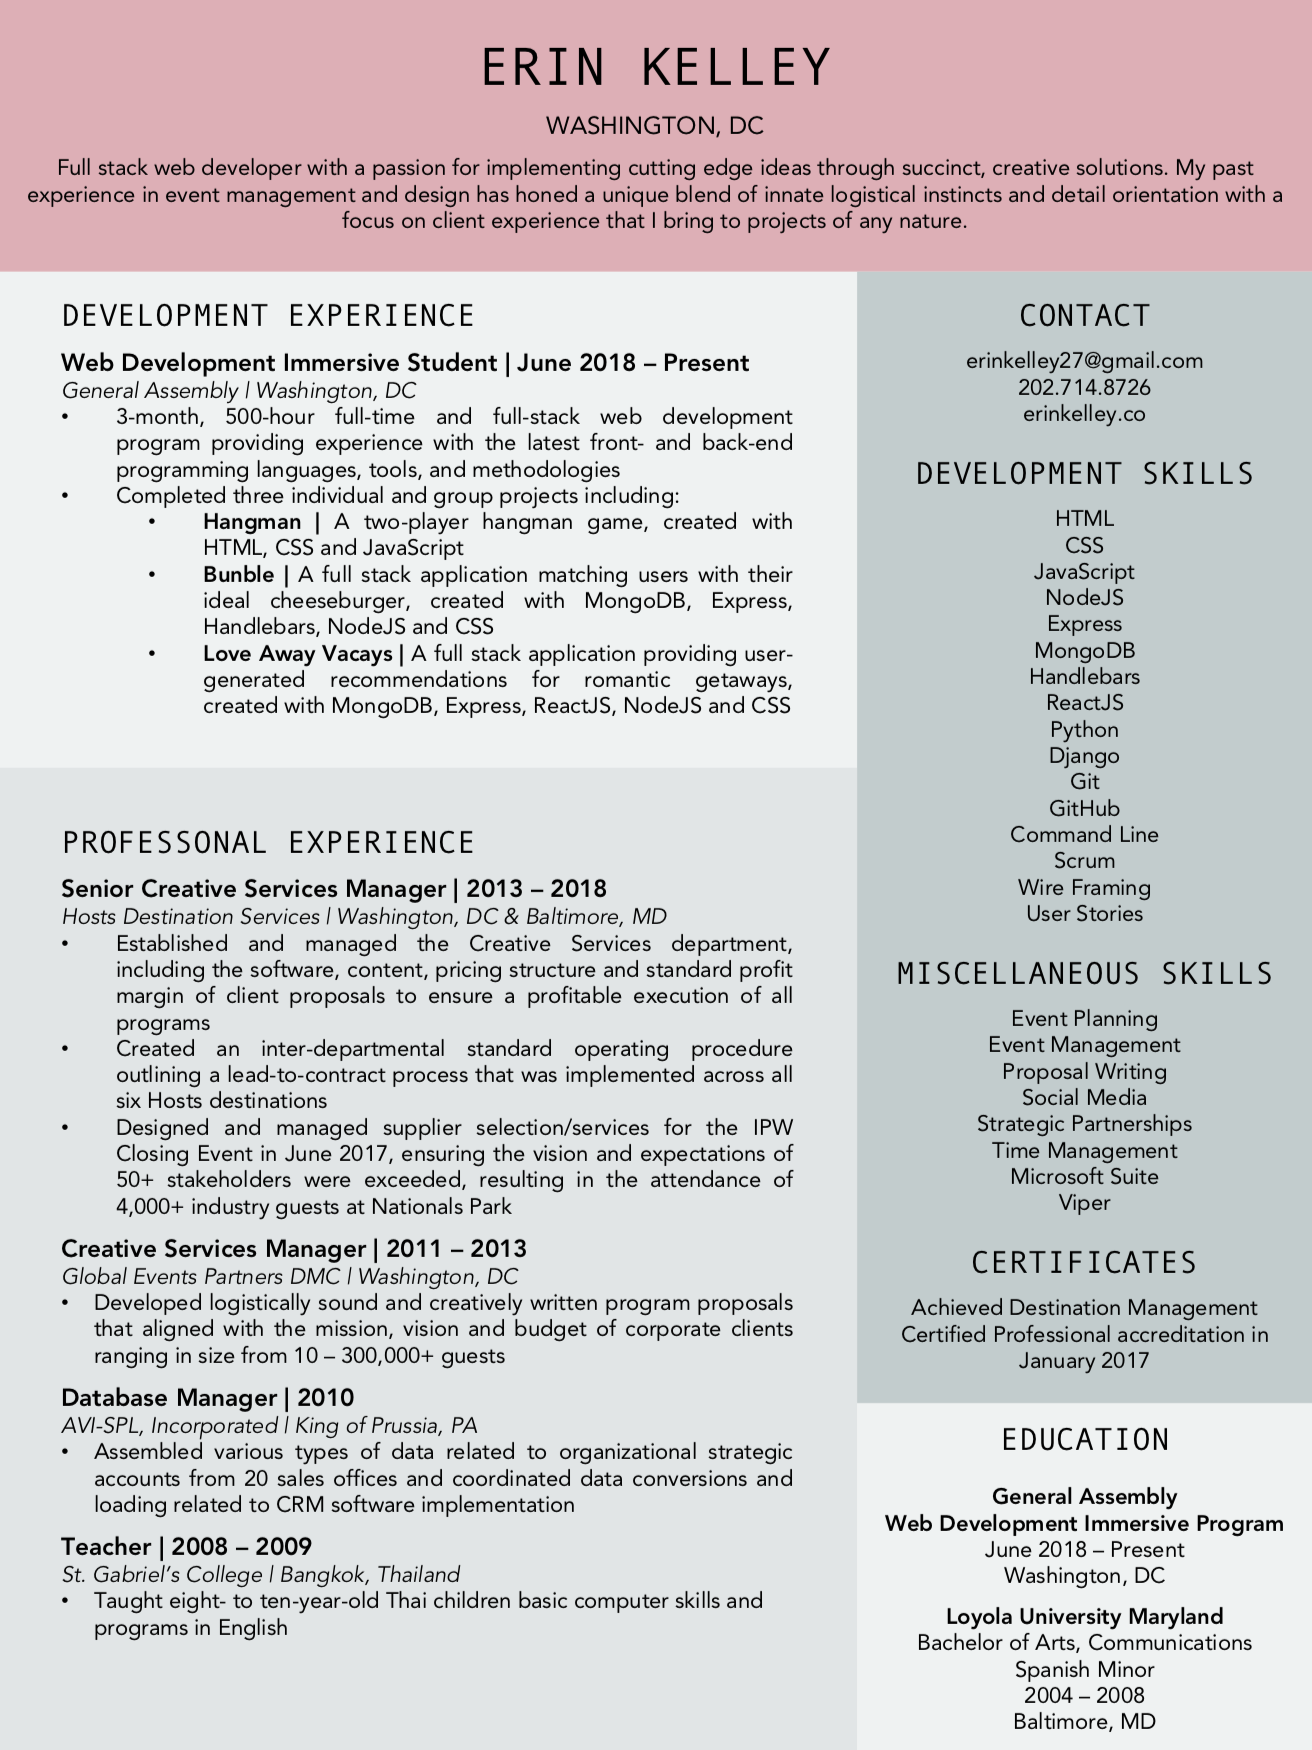 ERIN KELLEY
WASHINGTON, DC
Full stack web developer with a passion for implementing cutting edge ideas through succinct, creative solutions. My past
experience in event management and design has honed a unique blend of innate logistical instincts and detail orientation with a
focus on client experience that I bring to projects of any nature.
DEVELOPMENT EXPERIENCE
Web Development Immersive Student | June 2018 – Present
General Assembly | Washington, DC
• 3-month, 500-hour full-time and full-stack web development
program providing experience with the latest front- and back-end
programming languages, tools, and methodologies
• Completed three individual and group projects including:
• Hangman | A two-player hangman game, created with
HTML, CSS and JavaScript
• Bunble | A full stack application matching users with their
ideal cheeseburger, created with MongoDB, Express,
Handlebars, NodeJS and CSS
• Love Away Vacays | A full stack application providing user-
generated recommendations for romantic getaways,
created with MongoDB, Express, ReactJS, NodeJS and CSS
PROFESSONAL EXPERIENCE
Senior Creative Services Manager | 2013 – 2018
Hosts Destination Services | Washington, DC & Baltimore, MD
• Established and managed the Creative Services department,
including the software, content, pricing structure and standard profit
margin of client proposals to ensure a profitable execution of all
programs
• Created an inter-departmental standard operating procedure
outlining a lead-to-contract process that was implemented across all
six Hosts destinations
• Designed and managed supplier selection/services for the IPW
Closing Event in June 2017, ensuring the vision and expectations of
50+ stakeholders were exceeded, resulting in the attendance of
4,000+ industry guests at Nationals Park
Creative Services Manager | 2011 – 2013
Global Events Partners DMC | Washington, DC
• Developed logistically sound and creatively written program proposals
that aligned with the mission, vision and budget of corporate clients
ranging in size from 10 – 300,000+ guests
Database Manager | 2010
AVI-SPL, Incorporated | King of Prussia, PA
• Assembled various types of data related to organizational strategic
accounts from 20 sales offices and coordinated data conversions and
loading related to CRM software implementation
Teacher | 2008 – 2009
St. Gabriel’s College | Bangkok, Thailand
• Taught eight- to ten-year-old Thai children basic computer skills and
programs in English
CONTACT
erinkelley27@gmail.com
202.714.8726
erinkelley.co
DEVELOPMENT SKILLS
HTML
CSS
JavaScript
NodeJS
Express
MongoDB
Handlebars
ReactJS
Python
Django
Git
GitHub
Command Line
Scrum
Wire Framing
User Stories
MISCELLANEOUS SKILLS
Event Planning
Event Management
Proposal Writing
Social Media
Strategic Partnerships
Time Management
Microsoft Suite
Viper
CERTIFICATES
Achieved Destination Management
Certified Professional accreditation in
January 2017
EDUCATION
General Assembly
Web Development Immersive Program
June 2018 – Present
Washington, DC
Loyola University Maryland
Bachelor of Arts, Communications
Spanish Minor
2004 – 2008
Baltimore, MD